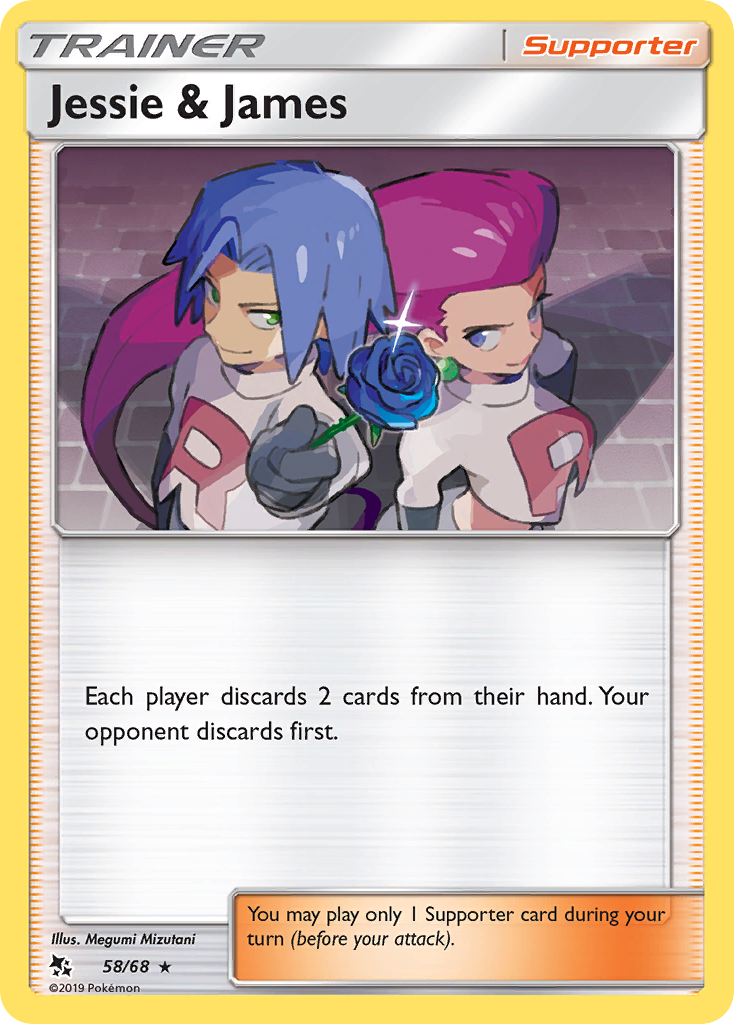 TRAINER
Supporter
Jessie & James
R
R
Each player discards 2 cards from their hand. Your
opponent discards first.
You may play only 1 Supporter card during your
turn (before your attack).
Illus. Megumi Mizutani
58/68 ★
©2019 Pokémon